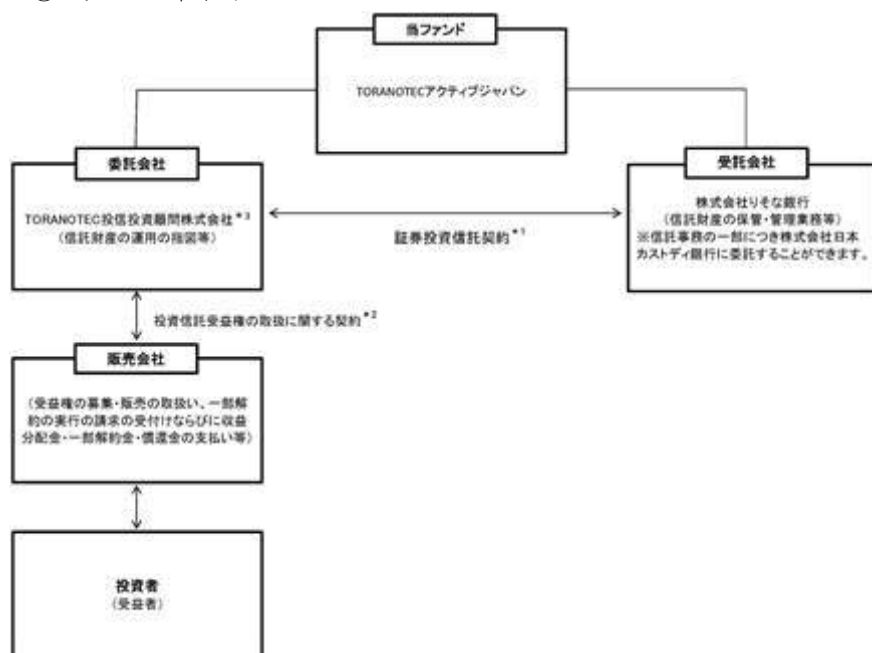 当ファンド
TORANOTECアクティブジャパン
委託会社
TORANOTEC投信投資顧問株式会社*3
(信託財産の運用の指図等)
証券投資信託契約*1
受託会社
株式会社りそな銀行
(信託財産の保管・管理業務等)
※信託事務の一部につき株式会社日本
カストディ銀行に委託することができます。
投資信託受益権の取扱に関する契約*2
販売会社
(受益権の募集・販売の取扱い、一部解
約の実行の請求の受付けならびに収益
分配金・一部解約金・償還金の支払い等)
投資者
(受益者)